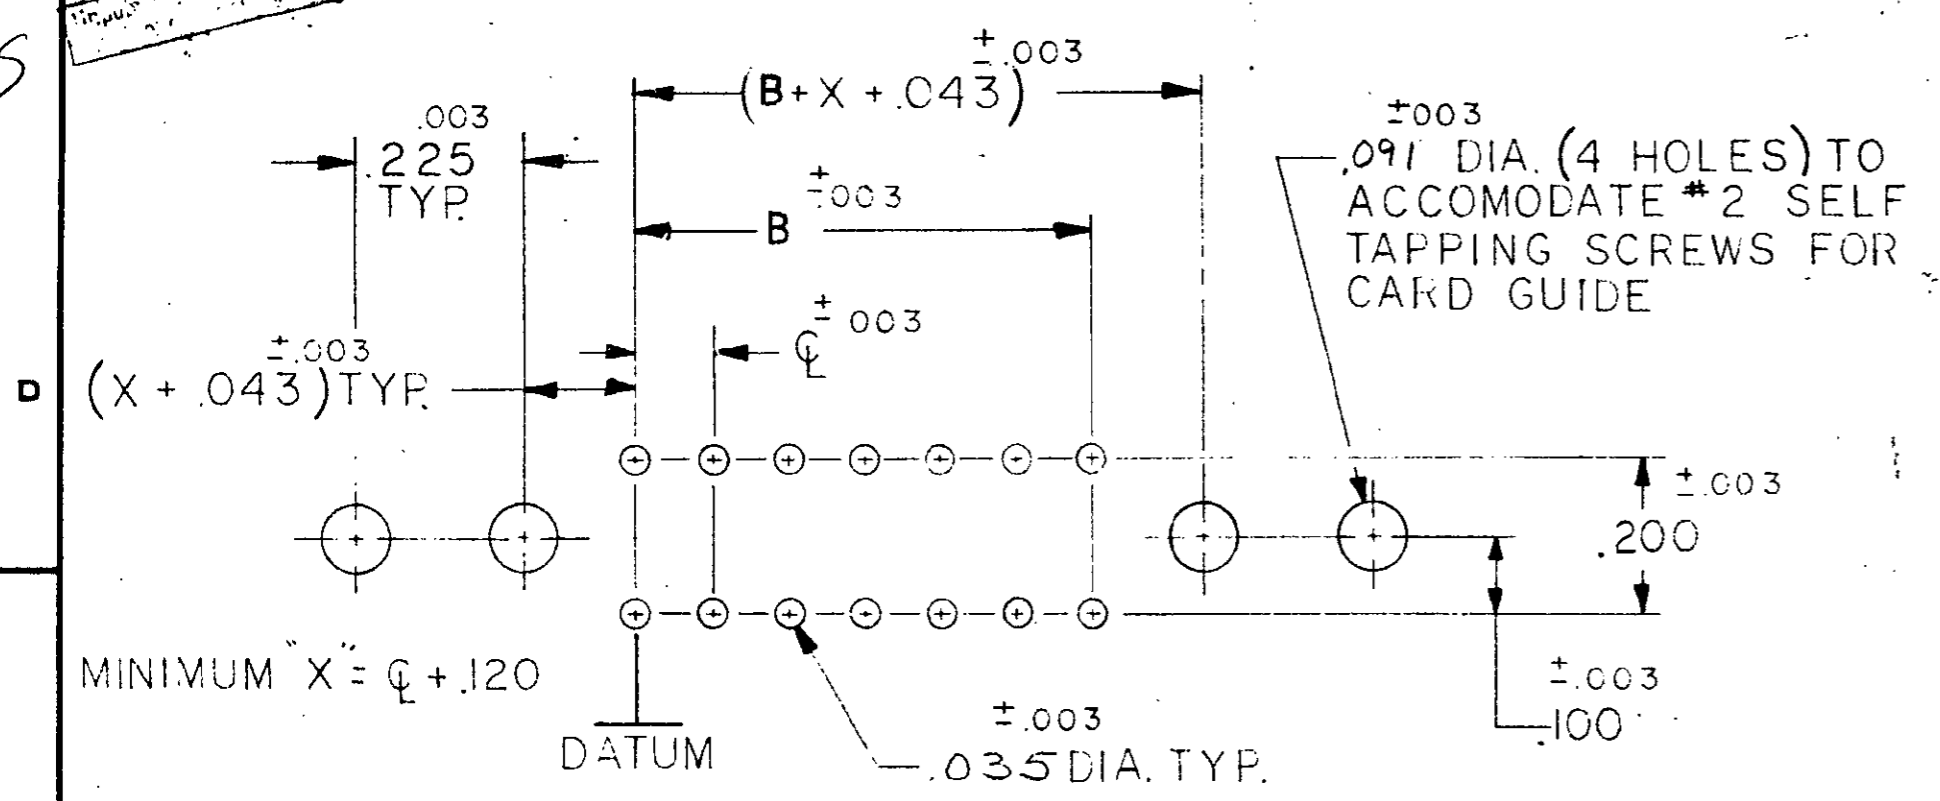 S
±.003
(B+X+.043)
.003
.225
TYP.
±.003
B
±003
.091 DIA. (4 HOLES) TO
ACCOMODATE #2 SELF
TAPPING SCREWS FOR
CARD GUIDE
±.003
℄
±.003
(X + .043) TYP.
D
±.003
.200
MINIMUM "X" = ℄ + .120
±.003
.100
DATUM
±.003
.035 DIA. TYP.